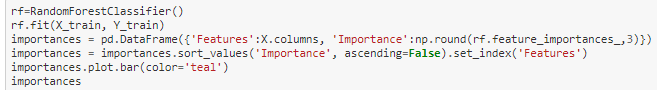 rf=RandomForestClassifier()
rf.fit(X_train, Y_train)
importances = pd.DataFrame({'Features':X.columns, 'Importance':np.round(rf.feature_importances_,3)})
importances = importances.sort_values('Importance', ascending=False).set_index('Features')
importances.plot.bar(color='teal')
importances